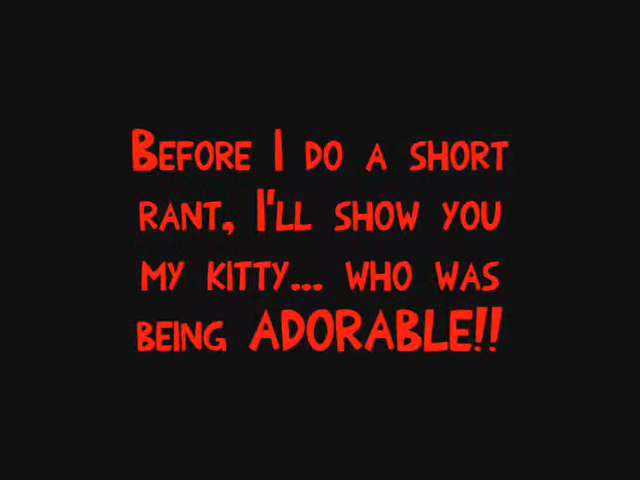 Before I do a short
rant, I'll show you
my kitty... who was
being ADORABLE!!